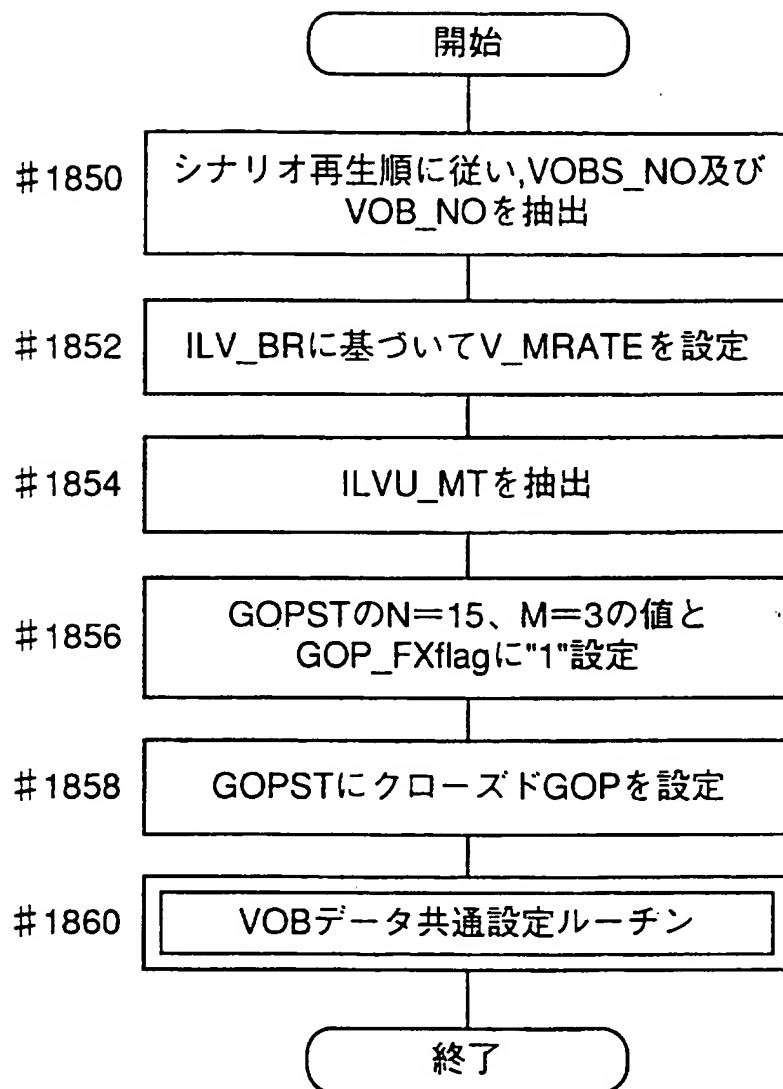 開始
#1850
シナリオ再生順に従い,VOBS_NO及び
VOB_NOを抽出
#1852
ILV_BRに基づいてV_MRATEを設定
#1854
ILVU_MTを抽出
#1856
GOPSTのN=15、M=3の値と
GOP_FXflagに"1"設定
#1858
GOPSTにクローズドGOPを設定
#1860
VOBデータ共通設定ルーチン
終了